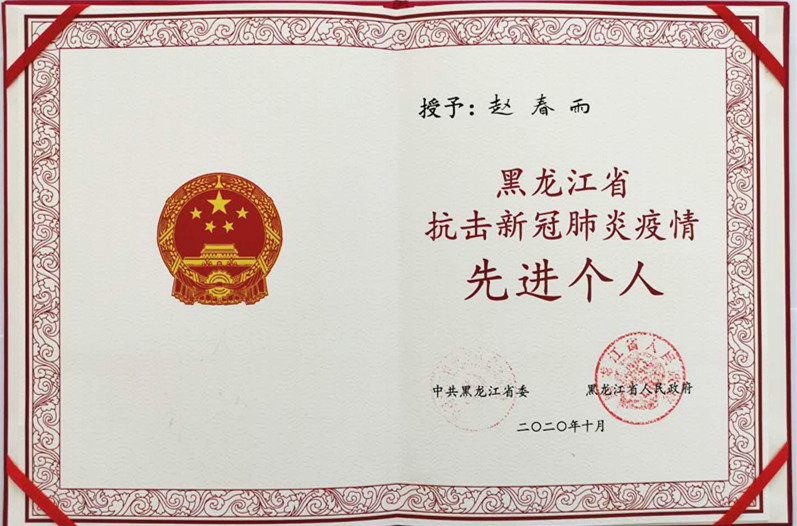 授予：赵春雨
黑龙江省
抗击新冠肺炎疫情
先进个人
中共黑龙江省委
黑龙江省人民政府
二〇二〇年十月